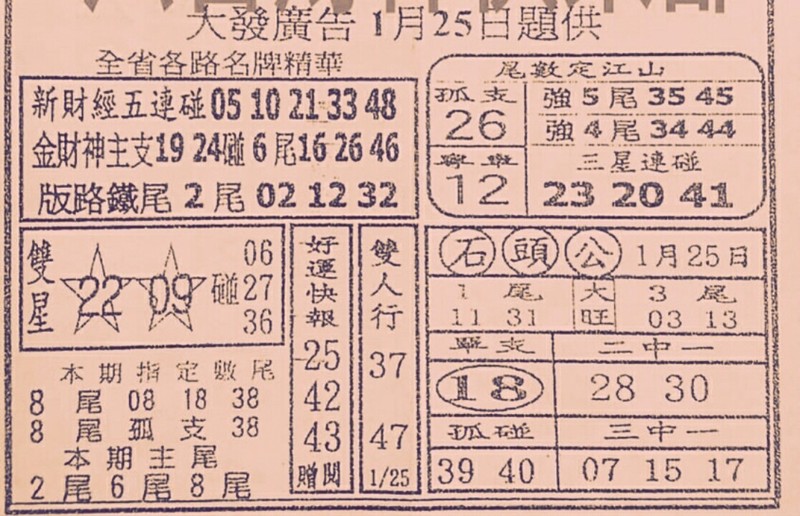 大發廣告 1月25日題供
全省各路名牌精華
新財經五連碰 05 10 21 33 48
金財神主支 19 24碰 6 尾 16 26 46
版路鐵尾 2 尾 02 12 32
尾數定江山
孤支
26
強 5 尾 35 45
強 4 尾 34 44
12
三星連碰
23 20 41
雙星
22 09 碰
06
27
36
本期指定數尾
8 尾 08 18 38
8 尾 孤 支 38
本期主尾
2 尾 6 尾 8 尾
好運快報
25
42
43
贈閱
雙人行
37
47
1/25
石頭公 1月25日
1 尾
11 31
大旺
3 尾
03 13
單支
18
二中一
28 30
孤碰
39 40
三中一
07 15 17